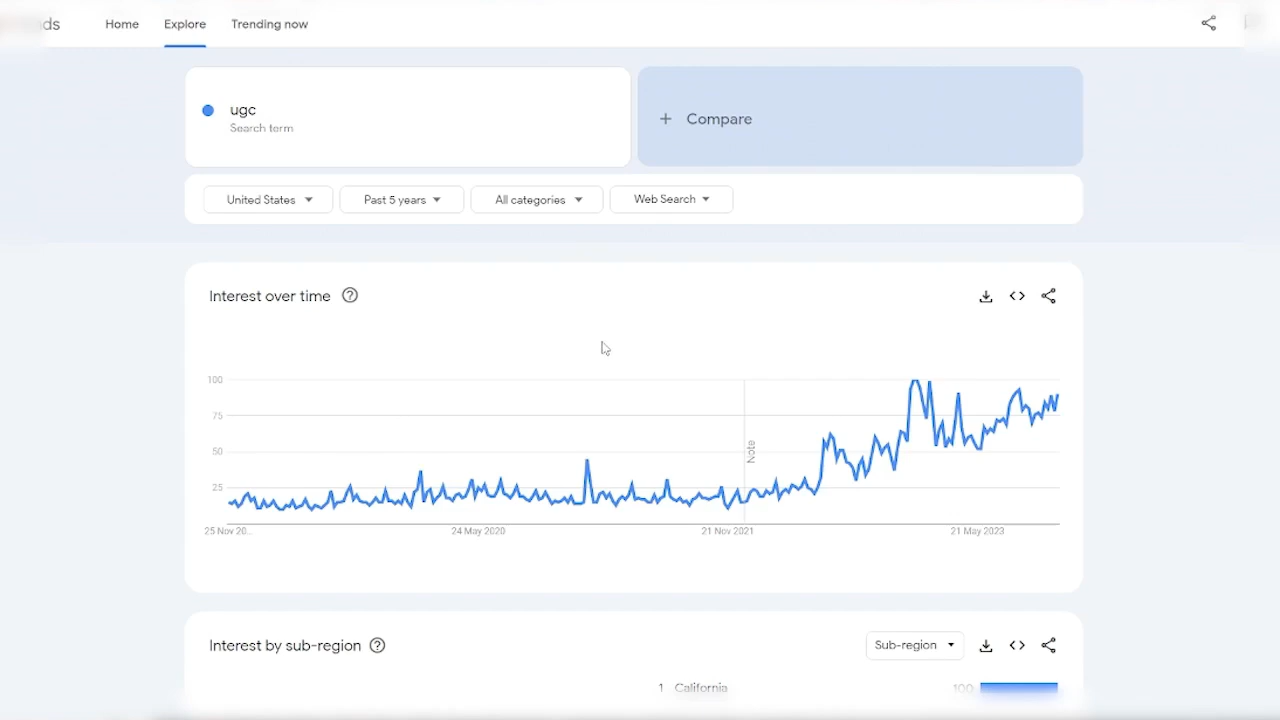 ds Home Explore Trending now
ugc
Search term
+ Compare
United States Past 5 years All categories Web Search
Interest over time ?
100
75
50
25
Note
25 Nov 20... 24 May 2020 21 Nov 2021 21 May 2023
Interest by sub-region ? Sub-region
1 California 100